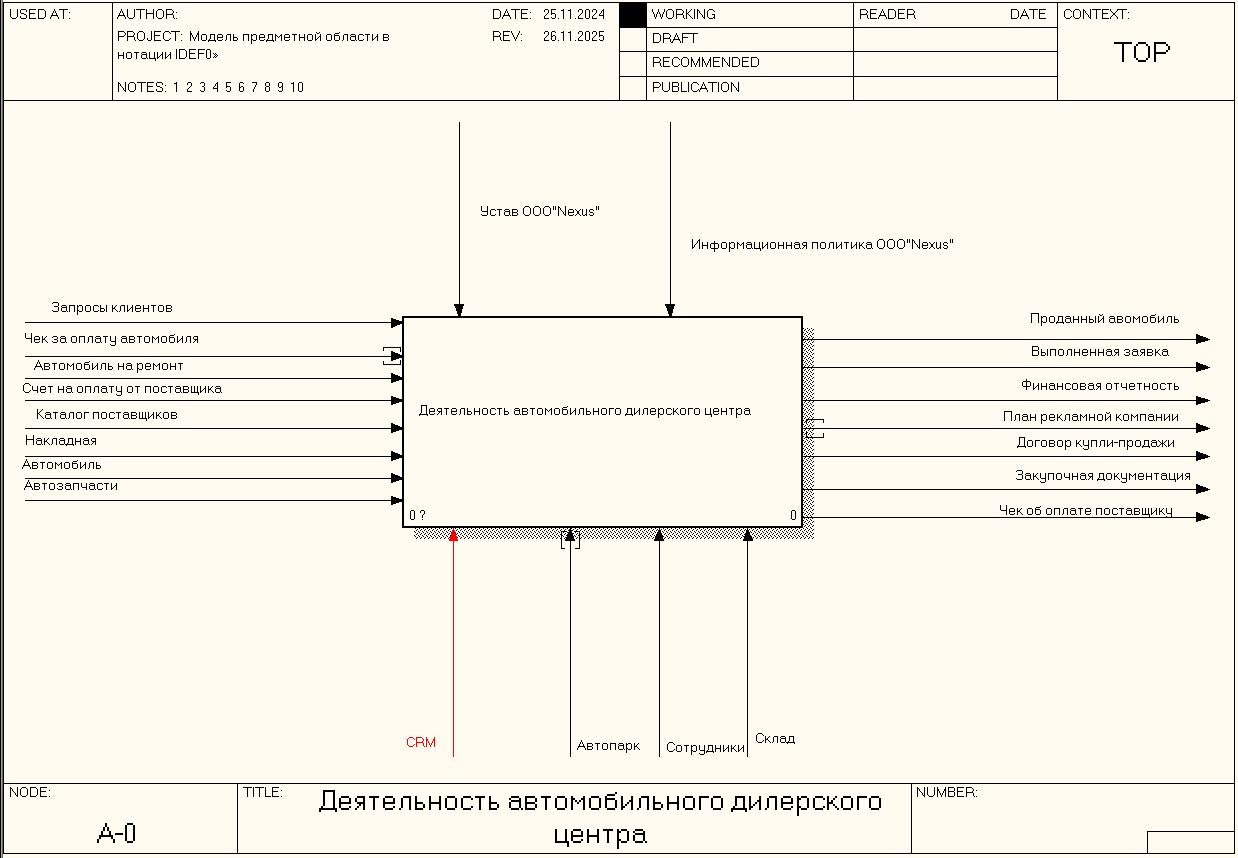 USED AT:
AUTHOR:
DATE: 25.11.2024
PROJECT: Модель предметной области в
нотации IDEF0»
REV: 26.11.2025
NOTES: 1 2 3 4 5 6 7 8 9 10
WORKING
DRAFT
RECOMMENDED
PUBLICATION
READER
DATE
CONTEXT:
TOP
Устав ООО"Nexus"
Информационная политика ООО"Nexus"
Запросы клиентов
Чек за оплату автомобиля
Автомобиль на ремонт
Счет на оплату от поставщика
Каталог поставщиков
Накладная
Автомобиль
Автозапчасти
Деятельность автомобильного дилерского центра
0 ?
0
Проданный авомобиль
Выполненная заявка
Финансовая отчетность
План рекламной компании
Договор купли-продажи
Закупочная документация
Чек об оплате поставщику
CRM
Автопарк
Сотрудники
Склад
NODE:
A-0
TITLE:
Деятельность автомобильного дилерского
центра
NUMBER: